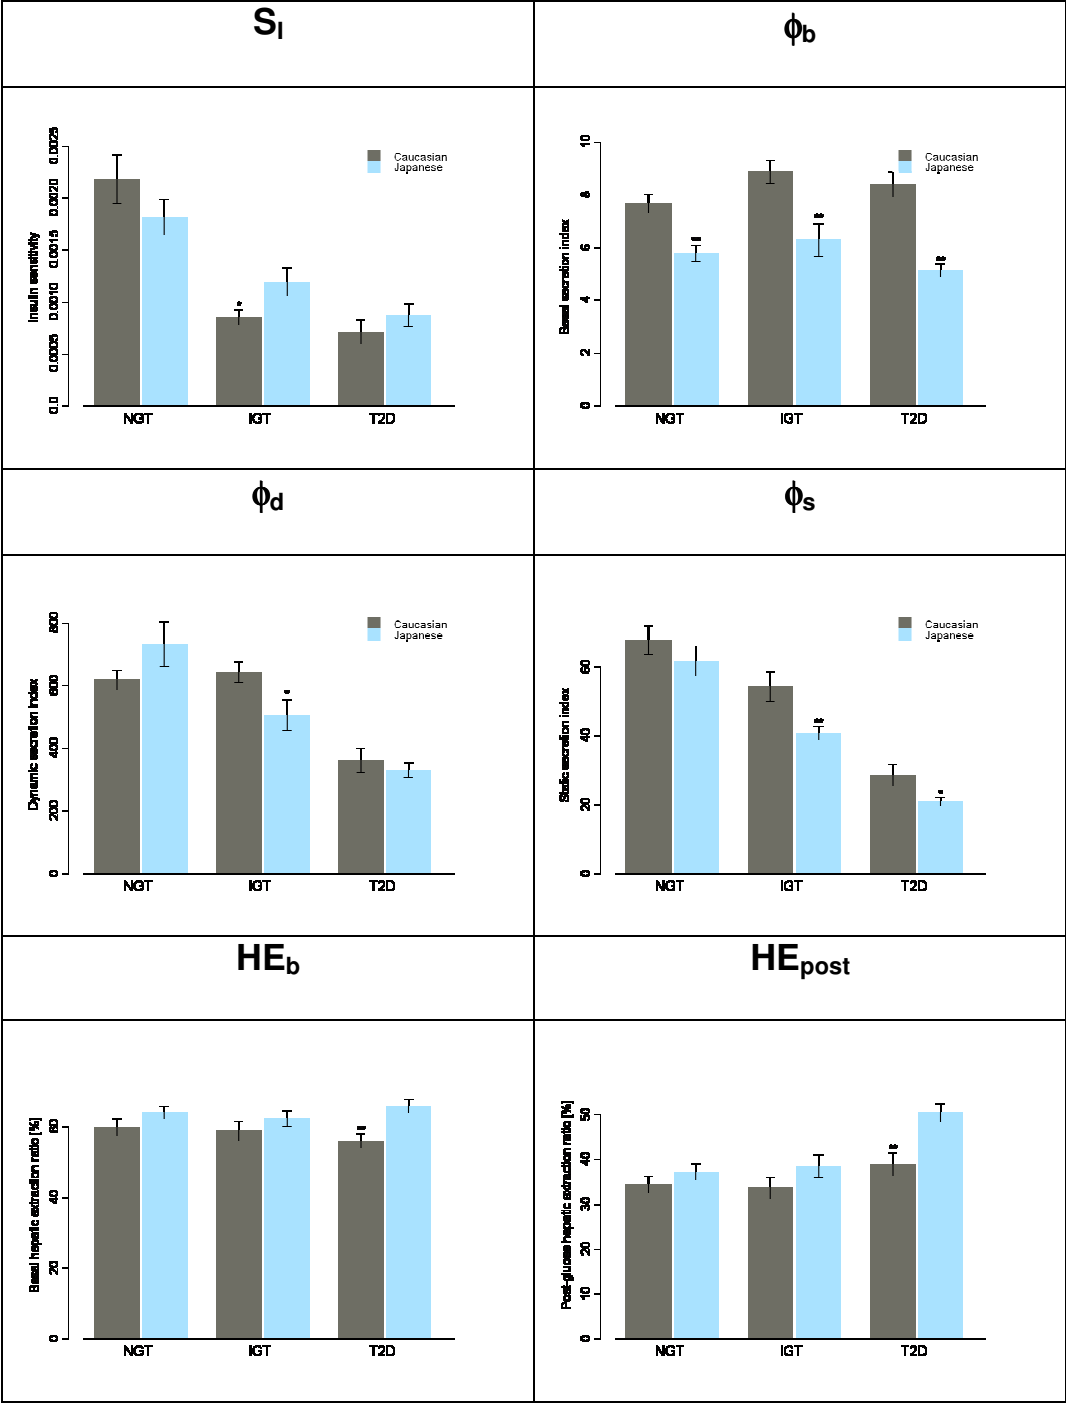 SI
ϕb
Insulin sensitivity
0.0 0.0005 0.0010 0.0015 0.0020 0.0025
Caucasian
Japanese
*
NGT IGT T2D
Basal secretion index
0 2 4 6 8 10
Caucasian
Japanese
** ** **
NGT IGT T2D
ϕd
ϕs
Dynamic secretion index
0 200 400 600 800
Caucasian
Japanese
*
NGT IGT T2D
Static secretion index
0 20 40 60
Caucasian
Japanese
** *
NGT IGT T2D
HEb
HEpost
Basal hepatic extraction ratio [%]
0 20 40 60
**
NGT IGT T2D
Post-glucose hepatic extraction ratio [%]
0 10 20 30 40 50
**
NGT IGT T2D